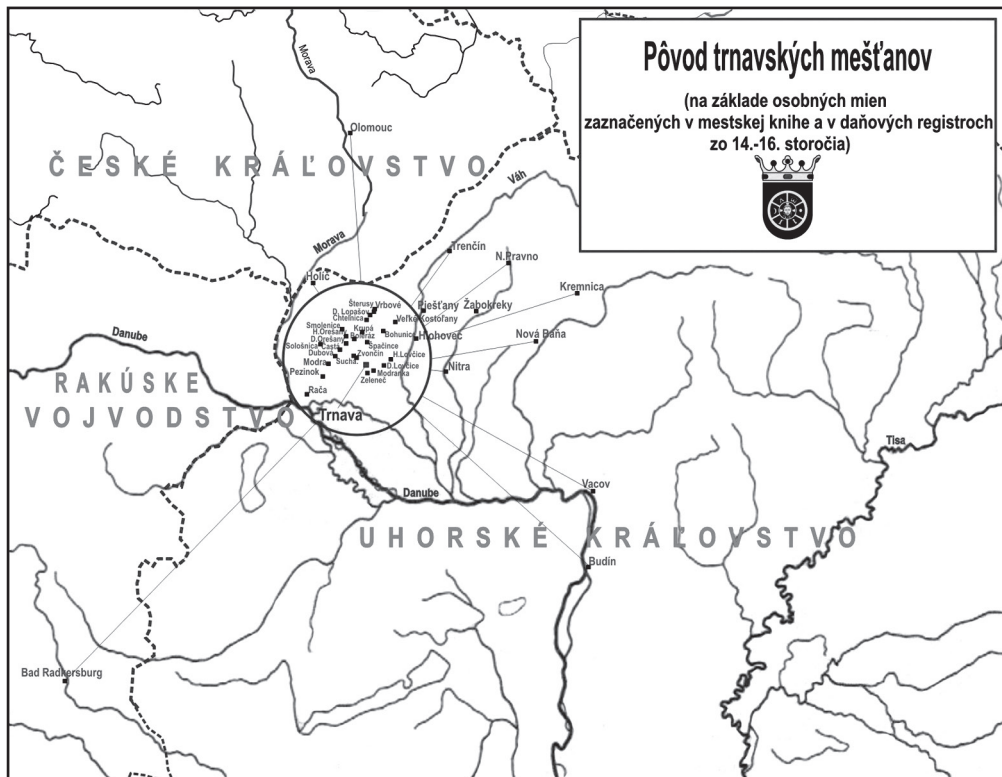 Pôvod trnavských mešťanov
(na základe osobných mien
zaznačených v mestskej knihe a v daňových registroch
zo 14.-16. storočia)
Morava
Olomouc
ČESKÉ KRÁĽOVSTVO
Váh
Morava
Trenčín
N.Pravno
Holíč
Kremnica
Šterusy
Vrbové
Piešťany
Žabokreky
D. Lopašov
Chtelnica
Veľké Kostoľany
Smolenice
Krupá
Bohunice
Hlohovec
Nová Baňa
Danube
H.Orešany
D.Orešany
Boleráz
Sološnica
Častá
Špačince
Dubová
Zvončín
H.Lovčice
Modra
Suchá
D.Lovčice
Nitra
Pezinok
Modranka
Zeleneč
RAKÚSKE
VOJVODSTVO
Rača
Trnava
Tisa
Danube
Vacov
UHORSKÉ KRÁĽOVSTVO
Budín
Bad Radkersburg